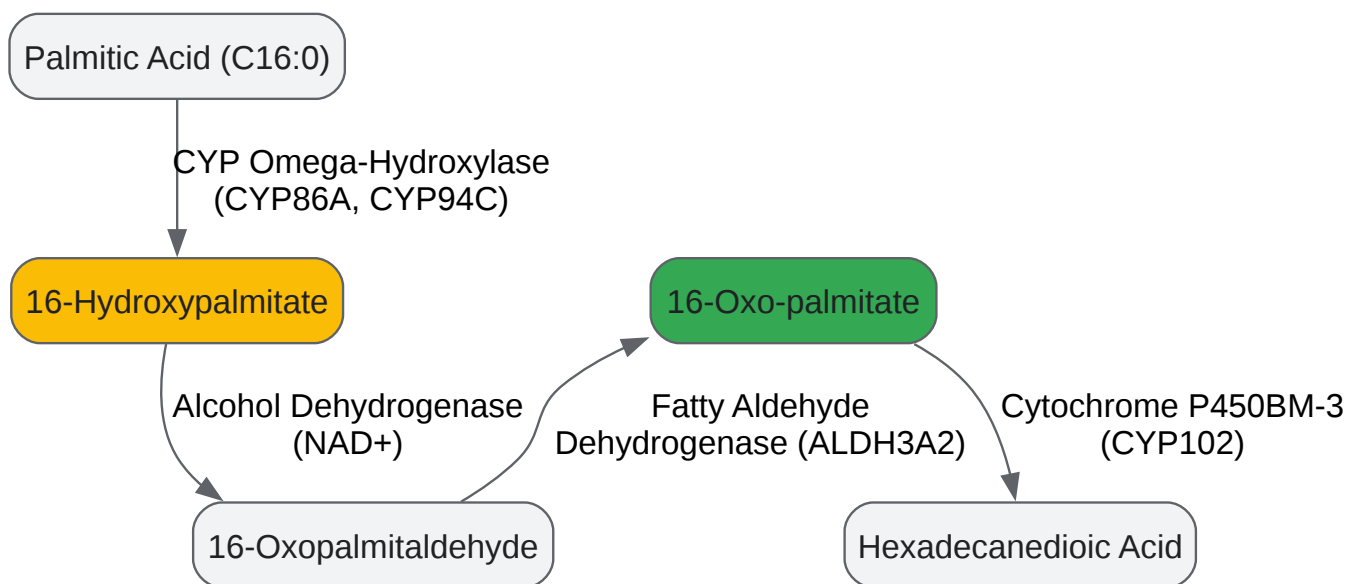 Palmitic Acid (C16:0)
CYP Omega-Hydroxylase
(CYP86A, CYP94C)
16-Hydroxypalmitate
16-Oxo-palmitate
Alcohol Dehydrogenase
(NAD+)
Fatty Aldehyde
Dehydrogenase (ALDH3A2)
Cytochrome P450BM-3
(CYP102)
16-Oxopalmitaldehyde
Hexadecanedioic Acid